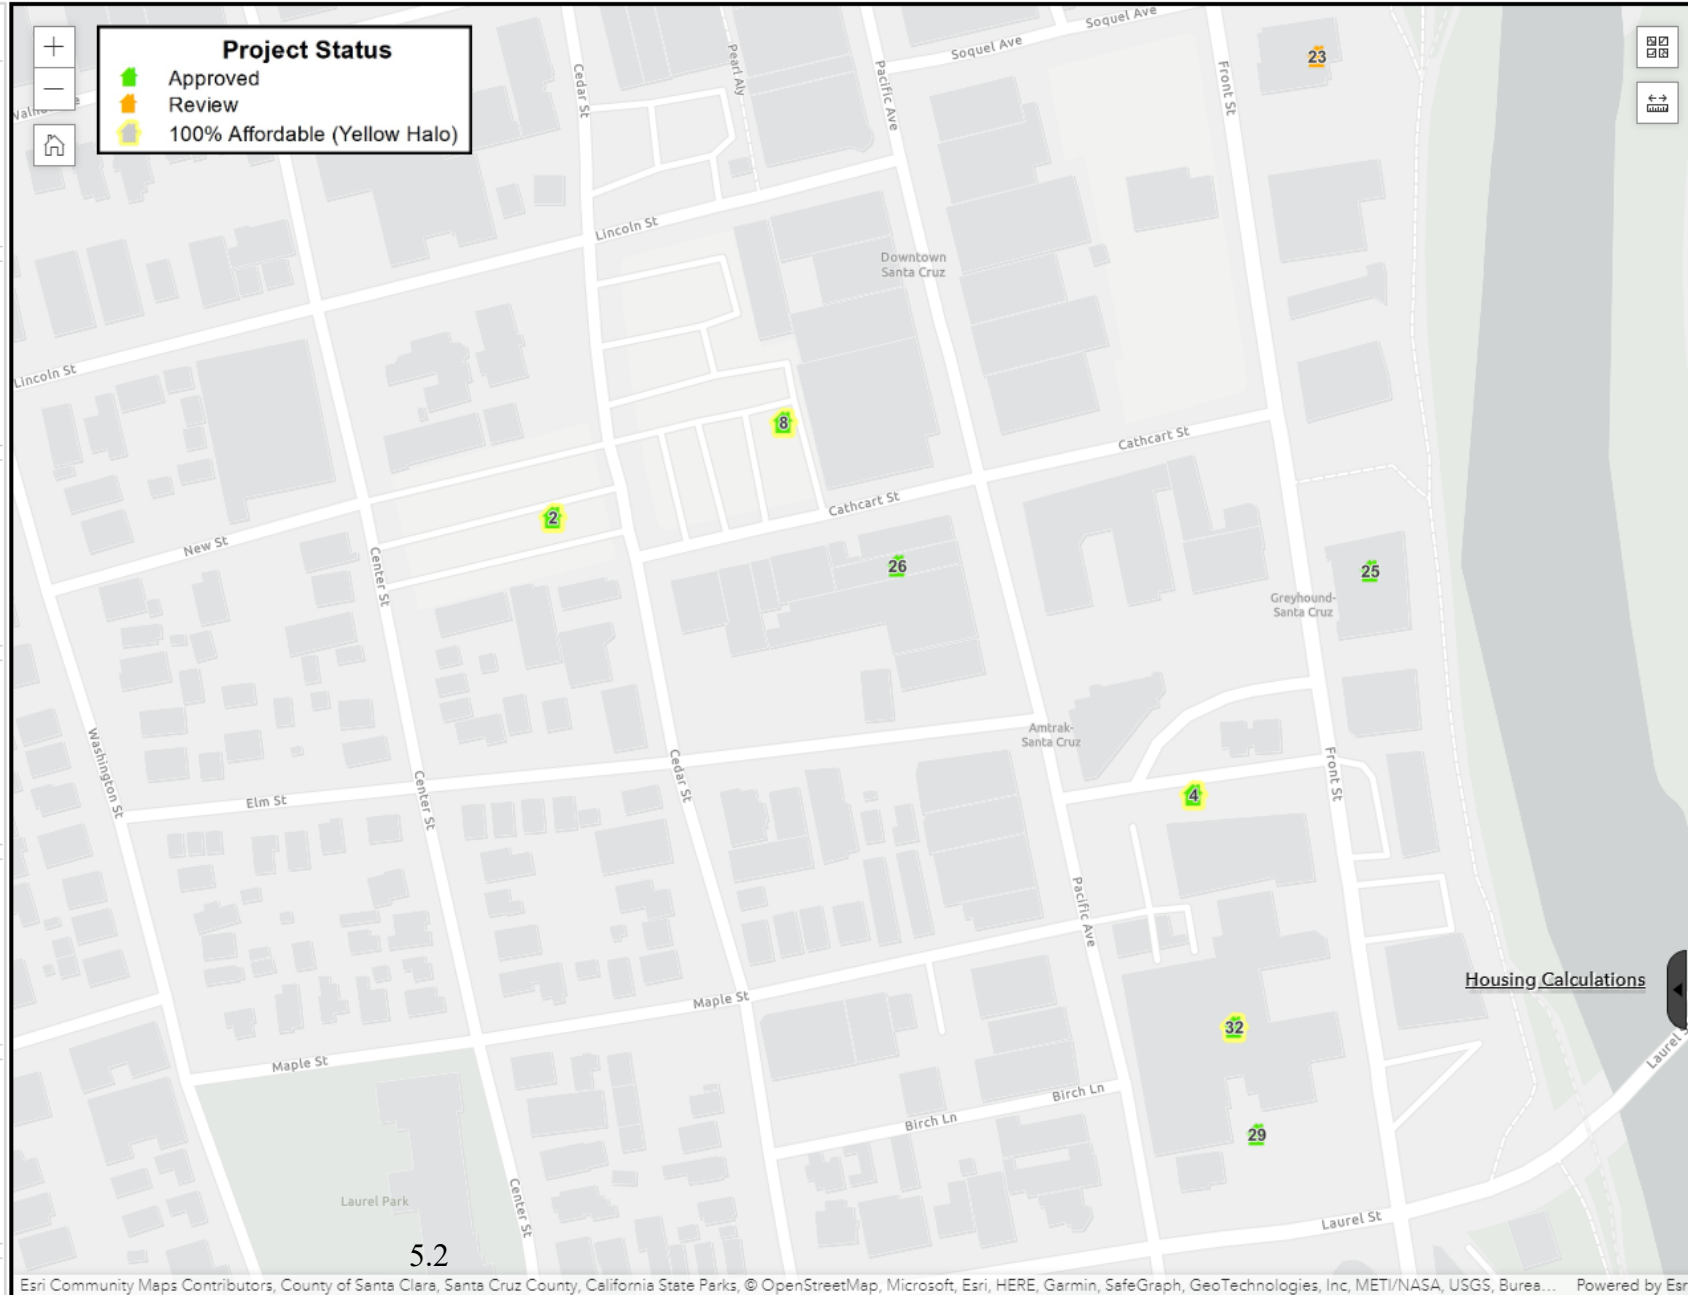 Project Status
Approved
Review
100% Affordable (Yellow Halo)
Soquel Ave
Soquel Ave
23
Pearl Aly
Cedar St
Pacific Ave
Front St
Lincoln St
Downtown
Santa Cruz
Lincoln St
8
Cathcart St
Cathcart St
2
New St
Center St
26
25
Greyhound-
Santa Cruz
Washington St
Amtrak-
Santa Cruz
Cedar St
Center St
Front St
Elm St
4
Pacific Ave
Housing Calculations
Maple St
32
Maple St
Laurel S
Birch Ln
Birch Ln
29
Laurel Park
Center St
Laurel St
5.2
Esri Community Maps Contributors, County of Santa Clara, Santa Cruz County, California State Parks, © OpenStreetMap, Microsoft, Esri, HERE, Garmin, SafeGraph, GeoTechnologies, Inc, METI/NASA, USGS, Burea... Powered by Esri